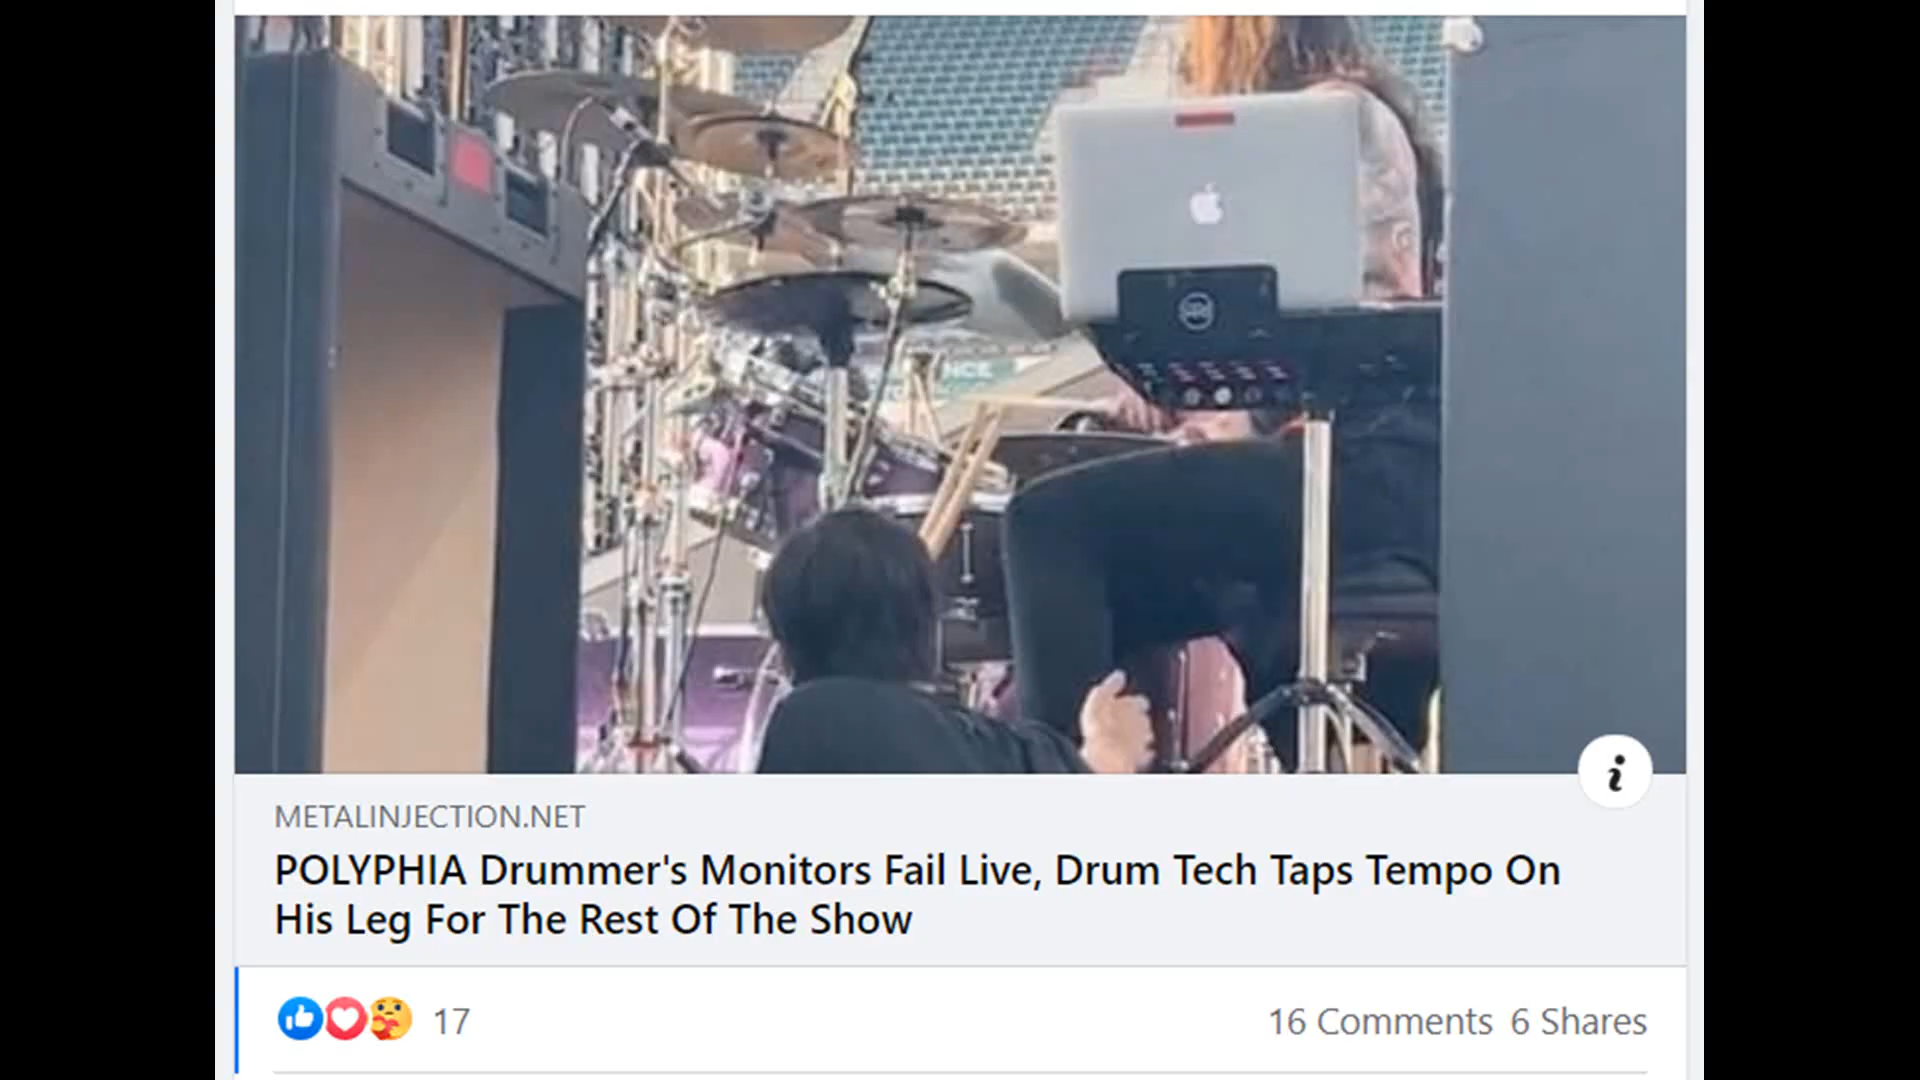 NCE
METALINJECTION.NET
POLYPHIA Drummer's Monitors Fail Live, Drum Tech Taps Tempo On
His Leg For The Rest Of The Show
17
16 Comments 6 Shares